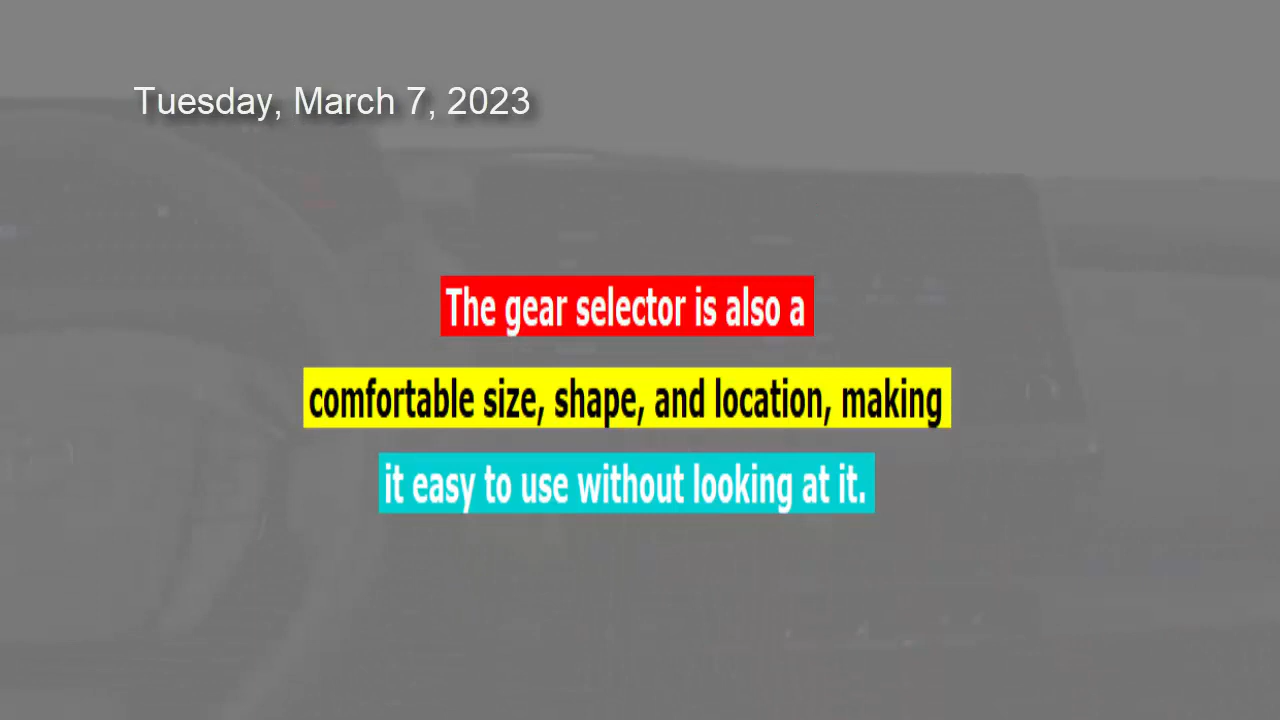 Tuesday, March 7, 2023
The gear selector is also a
comfortable size, shape, and location, making
it easy to use without looking at it.